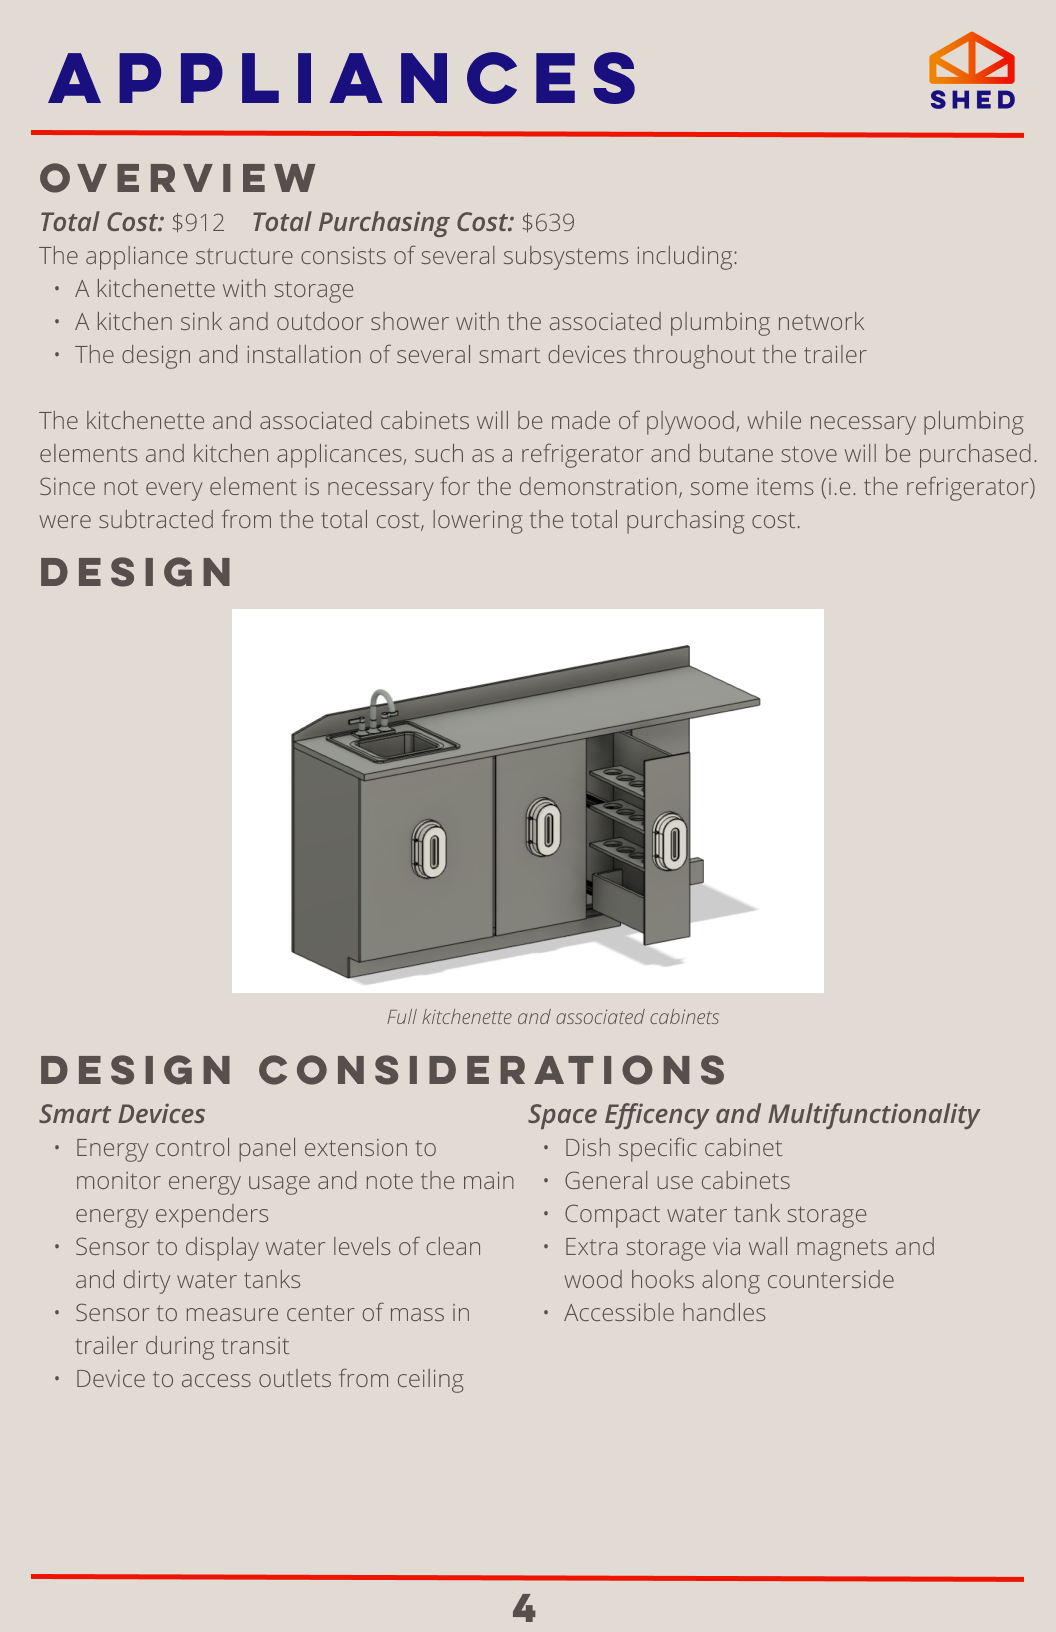 APPLIANCES
SHED
OVERVIEW
Total Cost: $912 Total Purchasing Cost: $639
The appliance structure consists of several subsystems including:
• A kitchenette with storage
• A kitchen sink and outdoor shower with the associated plumbing network
• The design and installation of several smart devices throughout the trailer
The kitchenette and associated cabinets will be made of plywood, while necessary plumbing
elements and kitchen applicances, such as a refrigerator and butane stove will be purchased.
Since not every element is necessary for the demonstration, some items (i.e. the refrigerator)
were subtracted from the total cost, lowering the total purchasing cost.
DESIGN
Full kitchenette and associated cabinets
DESIGN CONSIDERATIONS
Smart Devices
• Energy control panel extension to
monitor energy usage and note the main
energy expenders
• Sensor to display water levels of clean
and dirty water tanks
• Sensor to measure center of mass in
trailer during transit
• Device to access outlets from ceiling
Space Efficency and Multifunctionality
• Dish specific cabinet
• General use cabinets
• Compact water tank storage
• Extra storage via wall magnets and
wood hooks along counterside
• Accessible handles
4